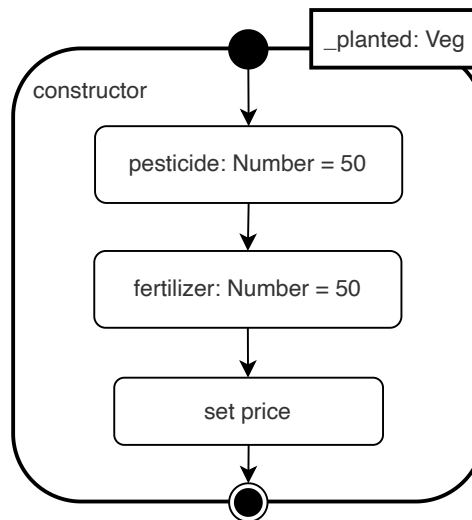 _planted: Veg
constructor
pesticide: Number = 50
fertilizer: Number = 50
set price